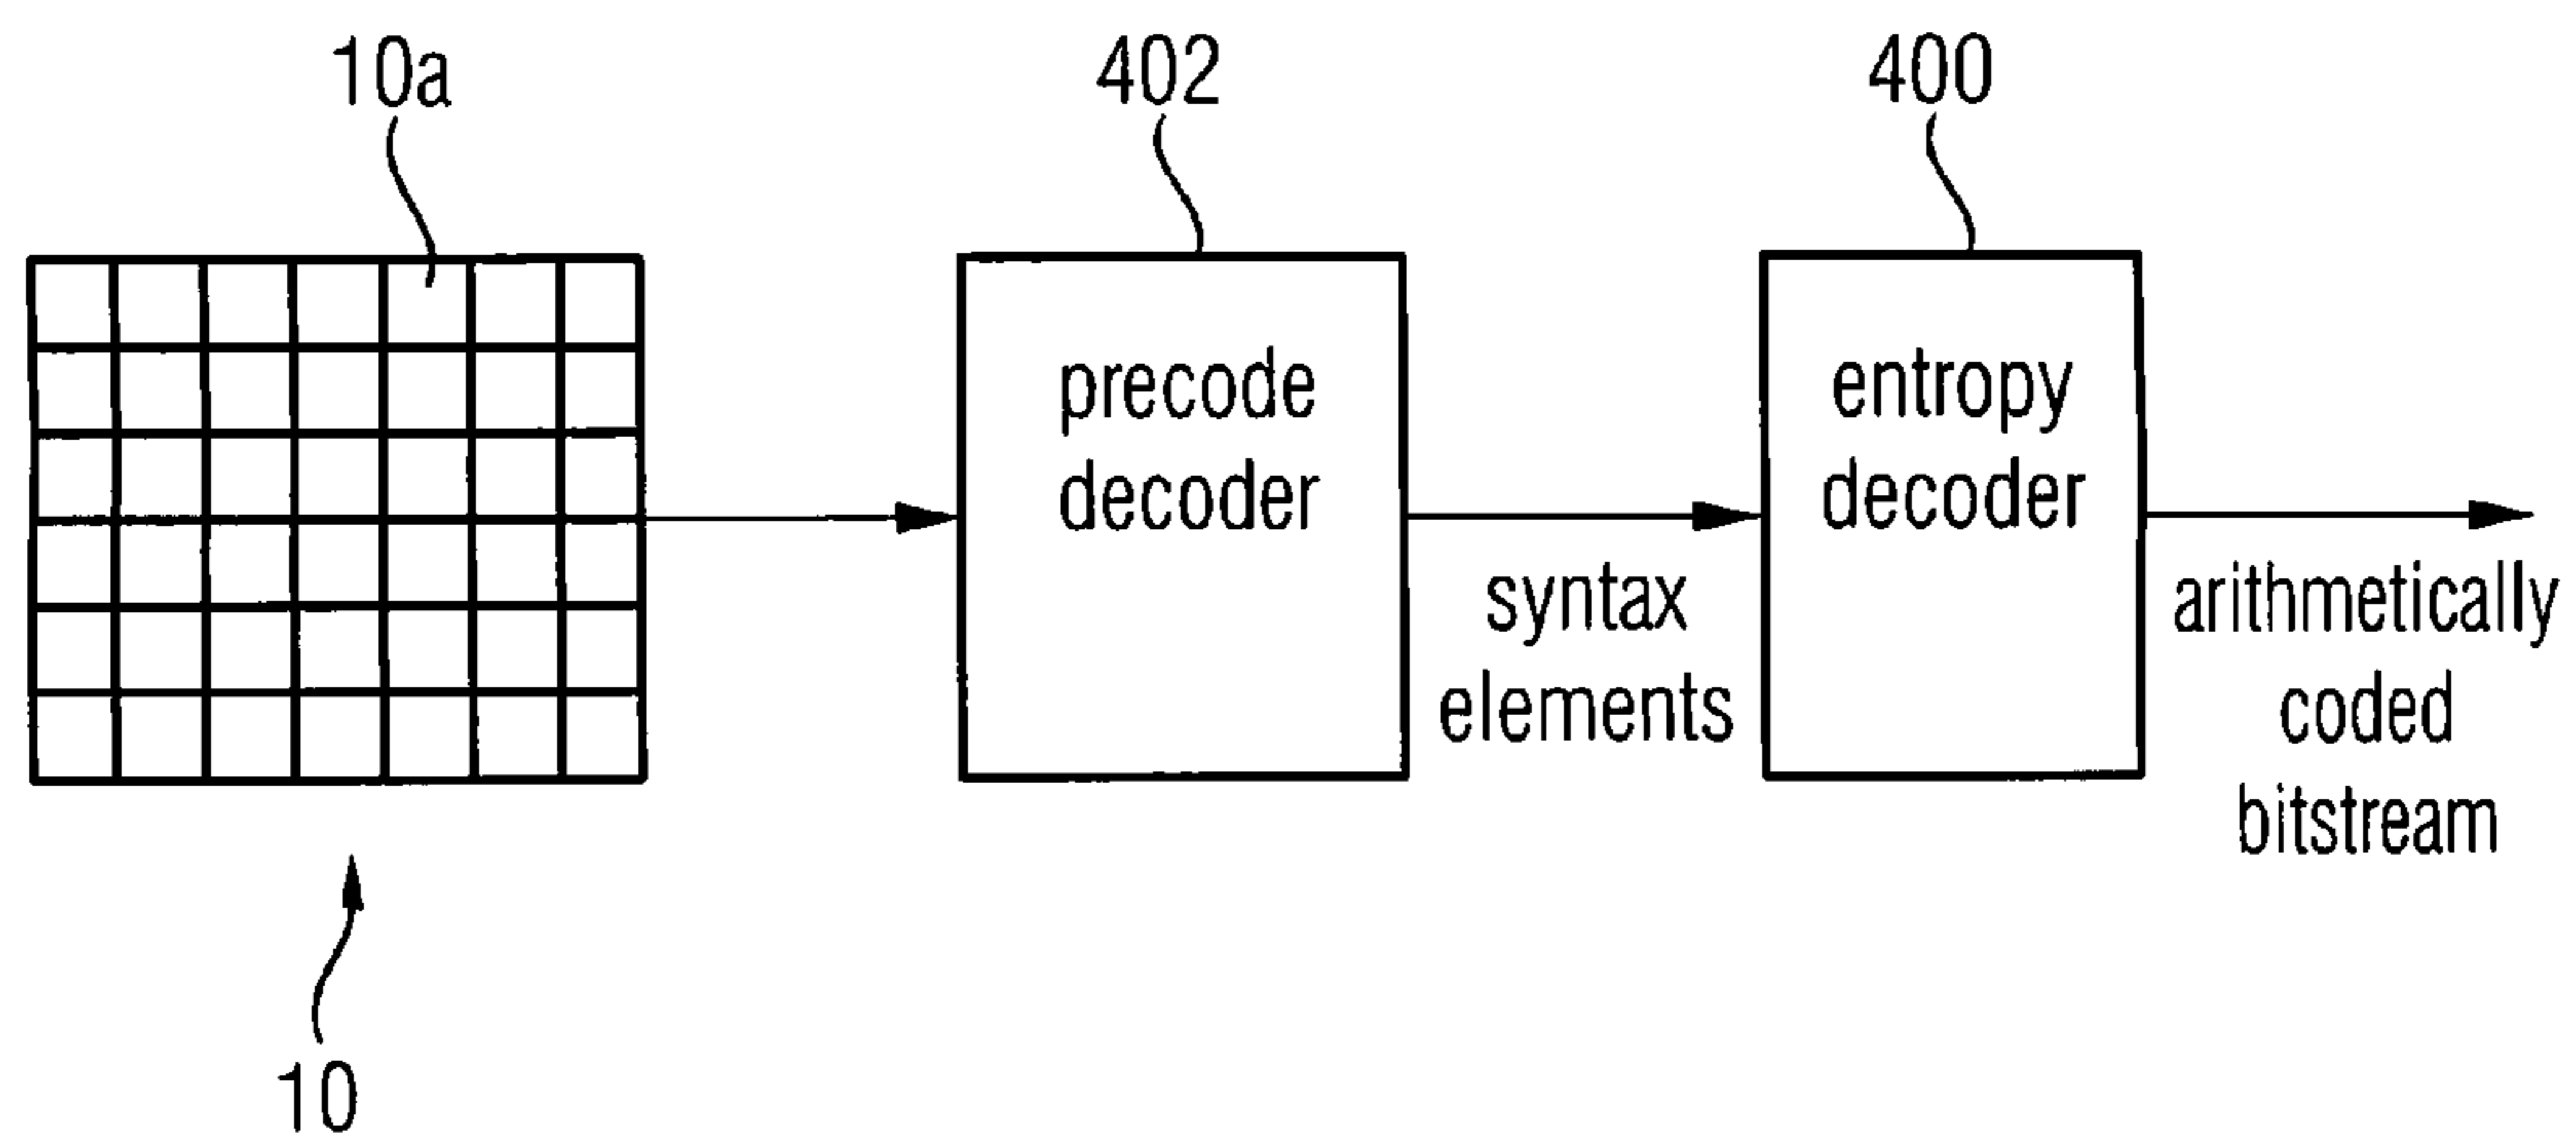 10a
402
400
precode
decoder
entropy
decoder
syntax
elements
arithmetically
coded
bitstream
10